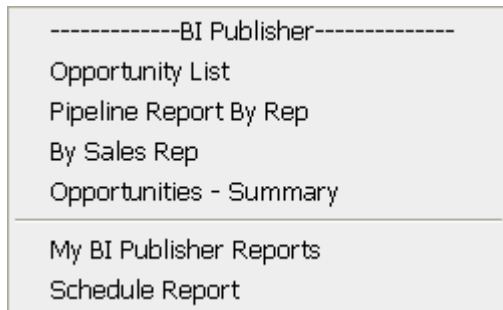 -------------BI Publisher--------------
Opportunity List
Pipeline Report By Rep
By Sales Rep
Opportunities - Summary
My BI Publisher Reports
Schedule Report